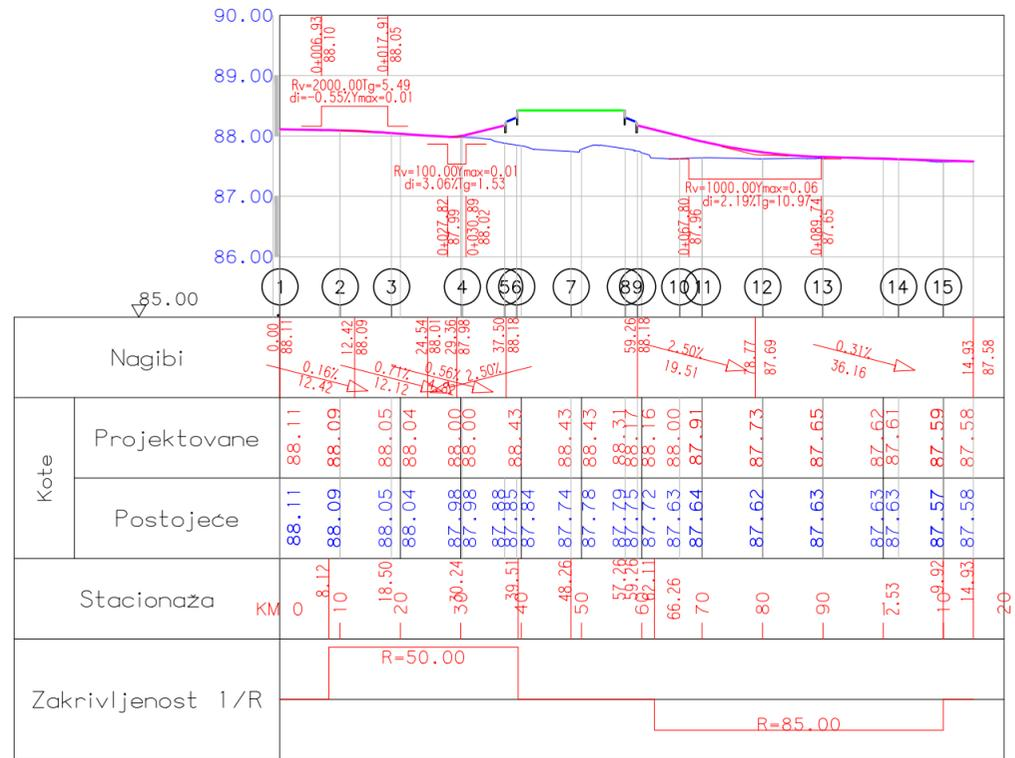 90.00
0+006.93
88.10
0+017.91
88.05
89.00
Rv=2000.00Tg=5.49
di=-0.55%Ymax=0.01
88.00
Rv=100.00Ymax=0.01
di=3.06%Tg=1.53
Rv=1000.00Ymax=0.06
di=2.19%Tg=10.97
87.00
0+027.82
87.99
0+030.89
88.02
0+067.80
87.96
0+089.74
87.65
86.00
1 2 3 4 5 6 7 8 9 10 11 12 13 14 15
85.00
Nagibi
0.00
88.11
12.42
88.09
24.54
88.01
29.36
87.98
37.50
88.18
59.26
88.18
78.77
87.69
14.93
87.58
0.16%
12.42
0.71%
12.12
0.56%
4.82
2.50%
2.50%
19.51
0.31%
36.16
Kote
Projektovane
88.11 88.09 88.05 88.04 88.00 88.00 88.43 88.43 88.43 88.31 88.17 88.16 88.00 87.91 87.73 87.65 87.62 87.61 87.59 87.58
Postojeće
88.11 88.09 88.05 88.04 87.98 87.98 87.88 87.85 87.84 87.74 87.78 87.79 87.75 87.72 87.63 87.64 87.62 87.63 87.63 87.63 87.57 87.58
Stacionaža
8.12 18.50 30.24 39.51 48.26 57.26 59.26 62.11 66.26 2.53 9.92 14.93
KM 0 10 20 30 40 50 60 70 80 90 10 20
Zakrivljenost 1/R
R=50.00
R=85.00